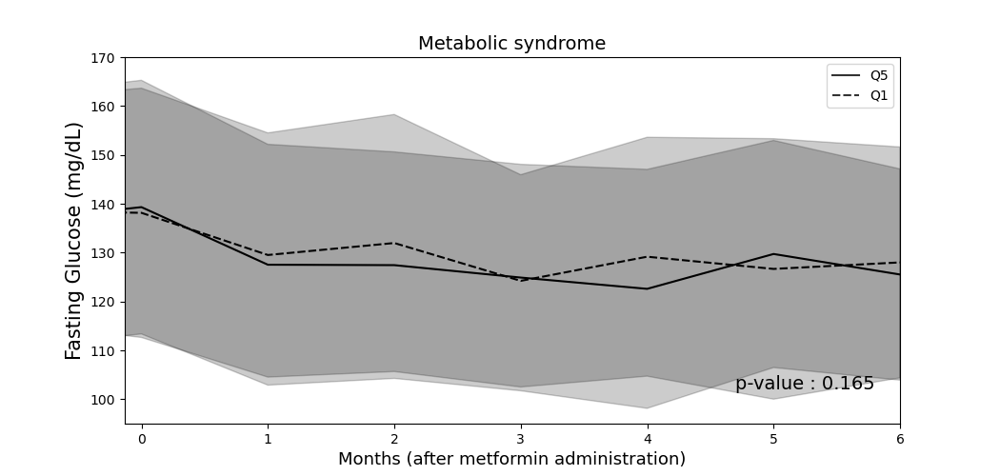 Metabolic syndrome
Fasting Glucose (mg/dL)
170
160
150
140
130
120
110
100
Q5
Q1
p-value : 0.165
0 1 2 3 4 5 6
Months (after metformin administration)